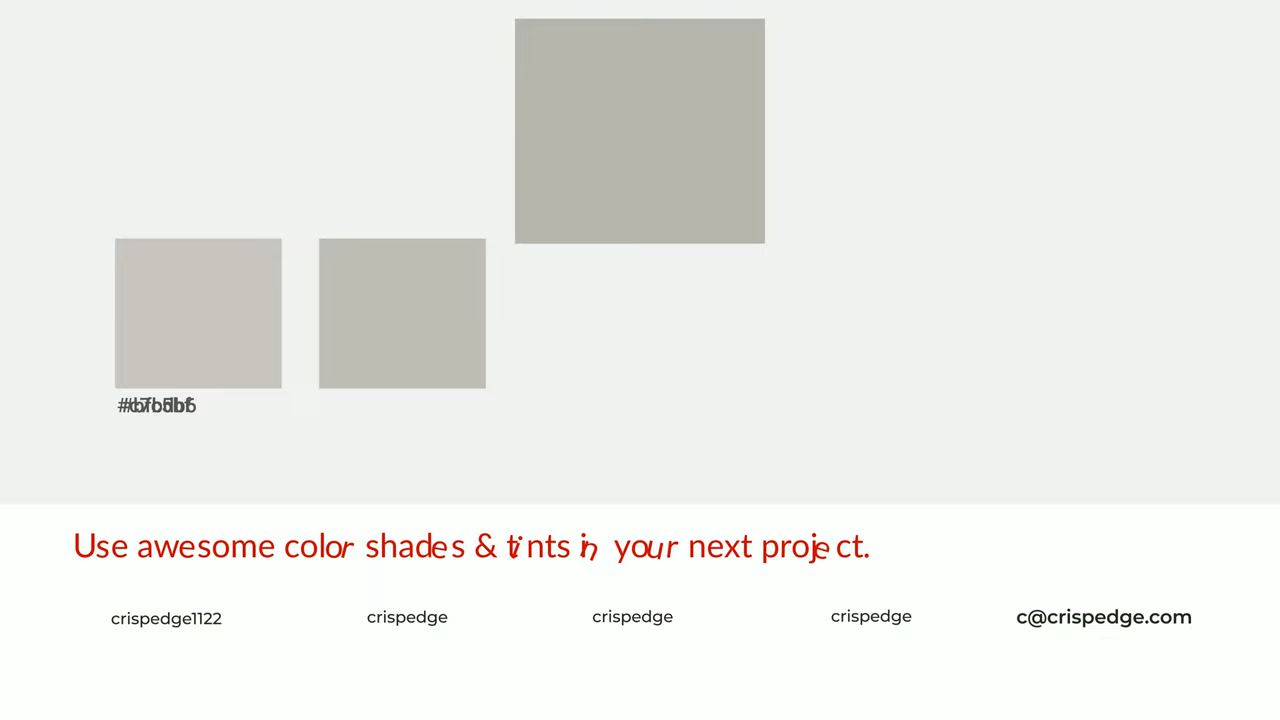 Use awesome color shades & tints in your next project.
crispedge1122 crispedge crispedge crispedge c@crispedge.com